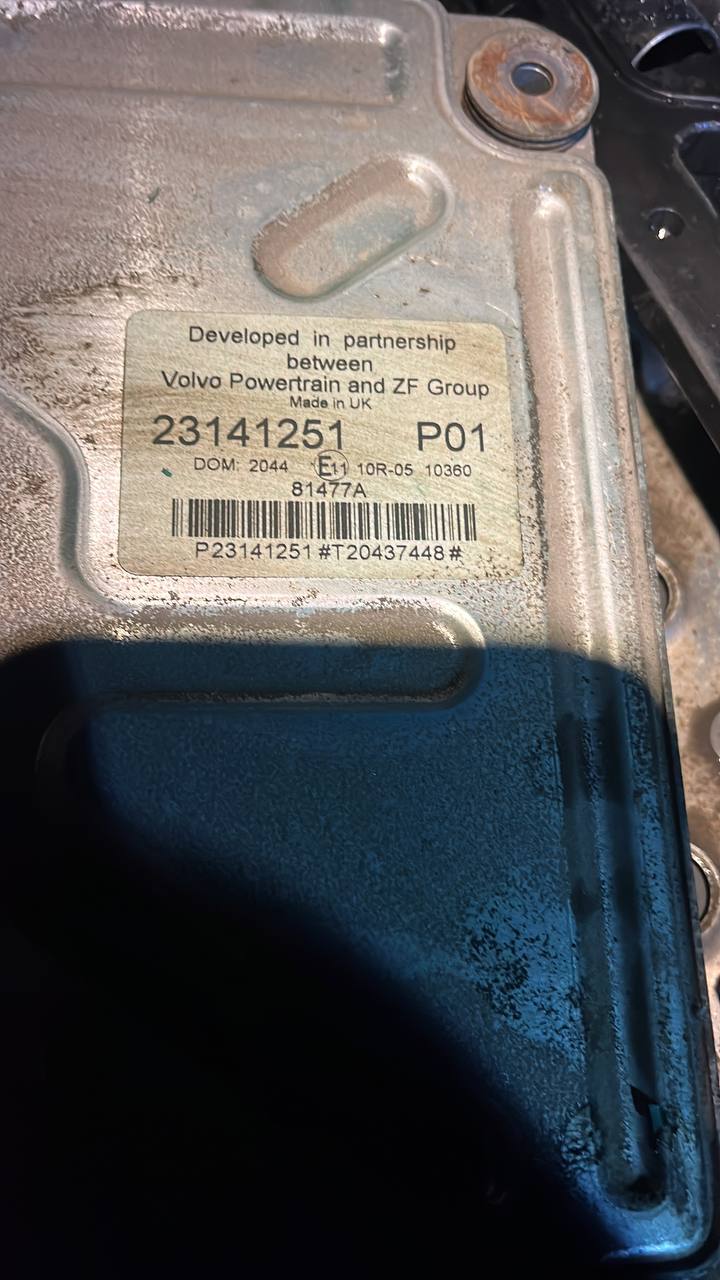 Developed in partnership
between
Volvo Powertrain and ZF Group
Made in UK
23141251 P01
DOM: 2044 E11 10R-05 10360
81477A
P23141251#T20437448#